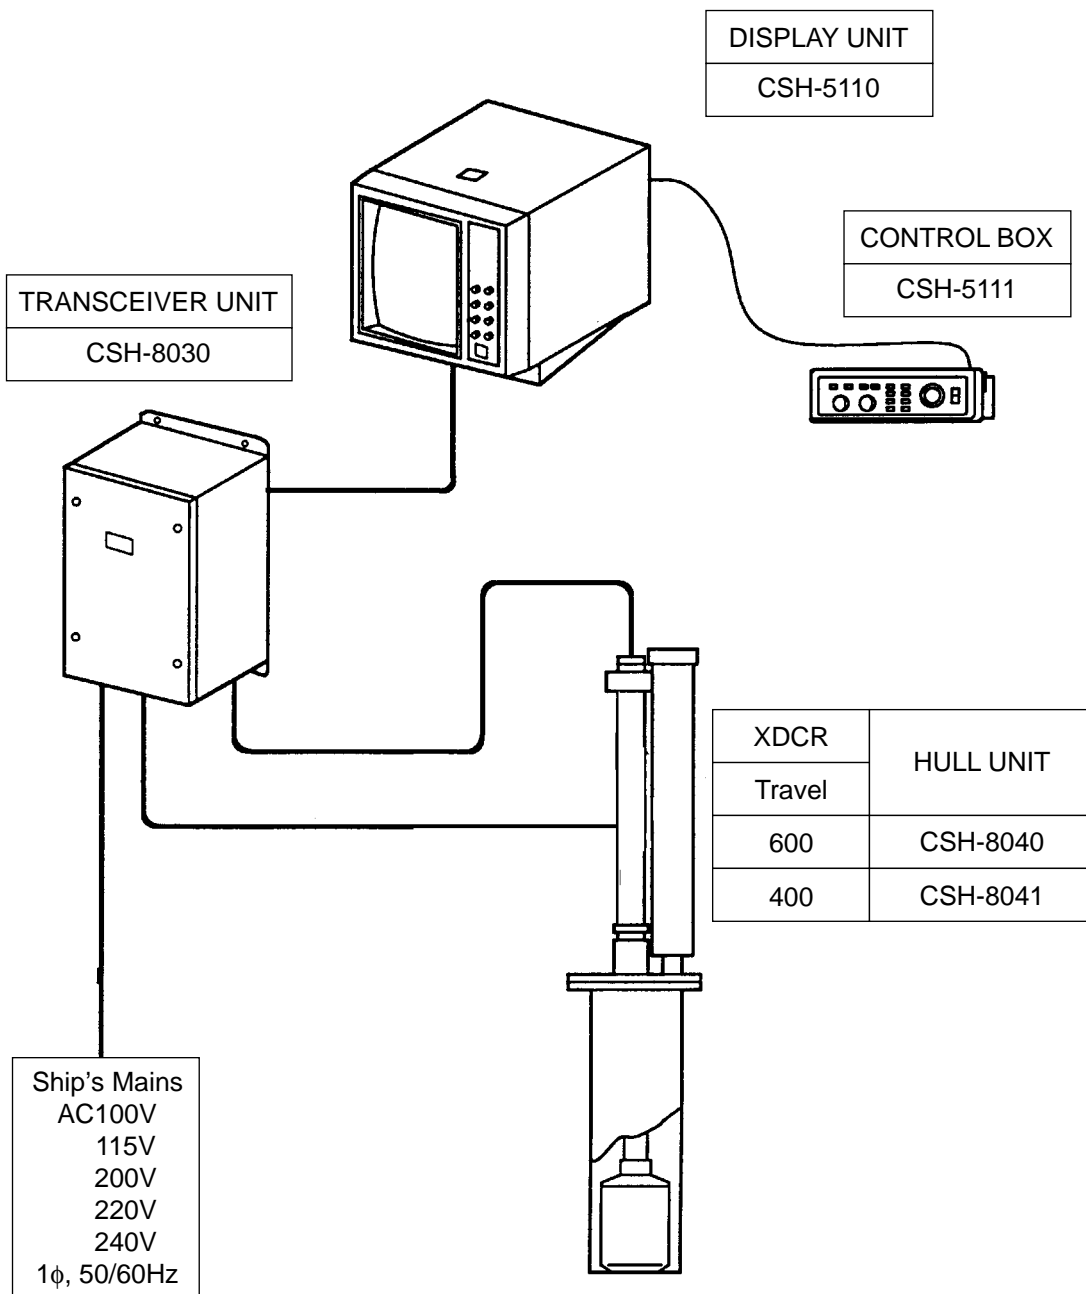 DISPLAY UNIT
CSH-5110
CONTROL BOX
CSH-5111
TRANSCEIVER UNIT
CSH-8030
XDCR
Travel
HULL UNIT
600
CSH-8040
400
CSH-8041
Ship's Mains
AC100V
115V
200V
220V
240V
1ϕ, 50/60Hz